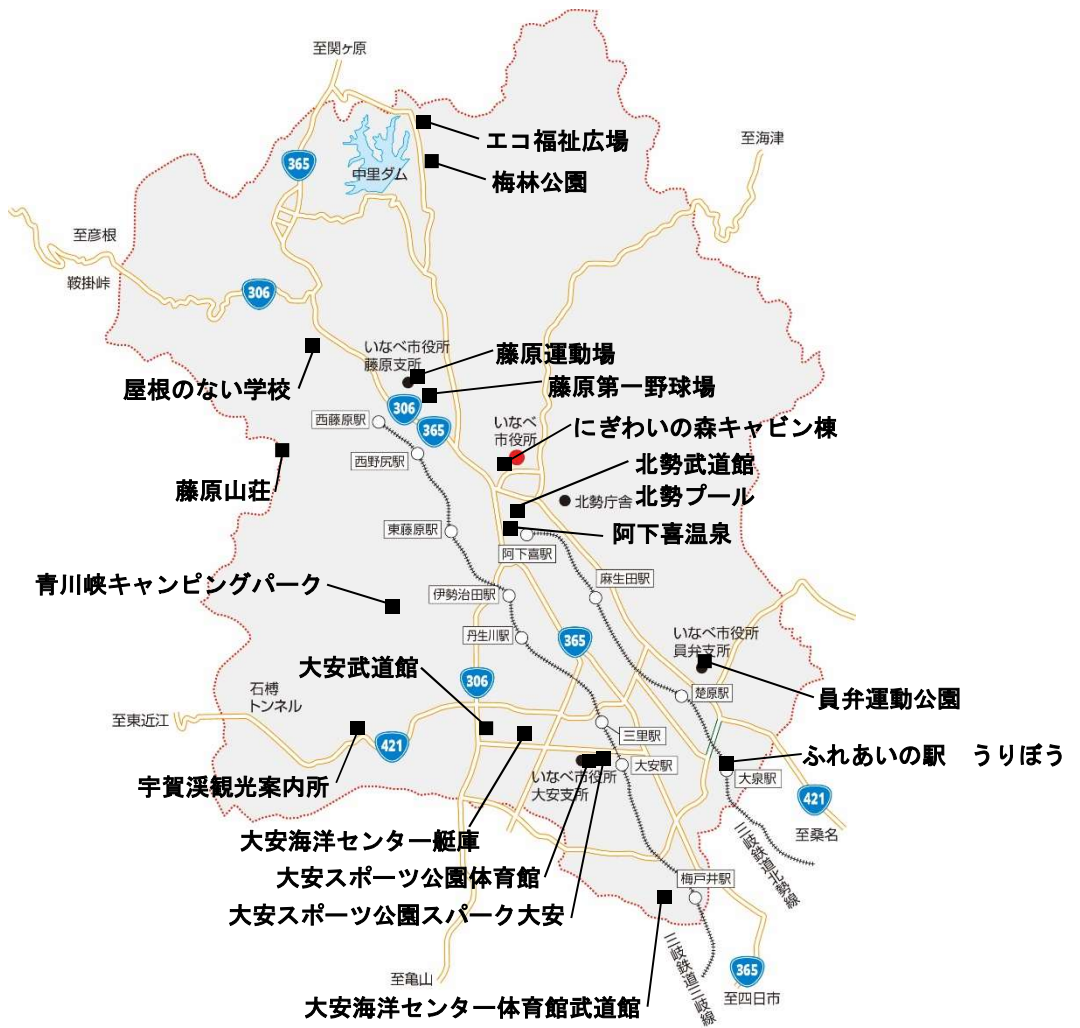 至関ヶ原
エコ福祉広場
至海津
365
中里ダム
梅林公園
至彦根
鞍掛峠
306
いなべ市役所
藤原支所
藤原運動場
屋根のない学校
藤原第一野球場
306
365
西藤原駅
いなべ
市役所
にぎわいの森キャビン棟
西野尻駅
北勢武道館
藤原山荘
北勢庁舎
北勢プール
東藤原駅
阿下喜温泉
阿下喜駅
青川峡キャンピングパーク
麻生田駅
伊勢治田駅
丹生川駅
365
いなべ市役所
員弁支所
大安武道館
306
石榑
トンネル
楚原駅
員弁運動公園
至東近江
421
三里駅
ふれあいの駅　うりぼう
宇賀渓観光案内所
いなべ市役所
大安支所
大安駅
大泉駅
421
至桑名
大安海洋センター艇庫
三岐鉄道北勢線
大安スポーツ公園体育館
梅戸井駅
大安スポーツ公園スパーク大安
三岐鉄道三岐線
至亀山
365
至四日市
大安海洋センター体育館武道館